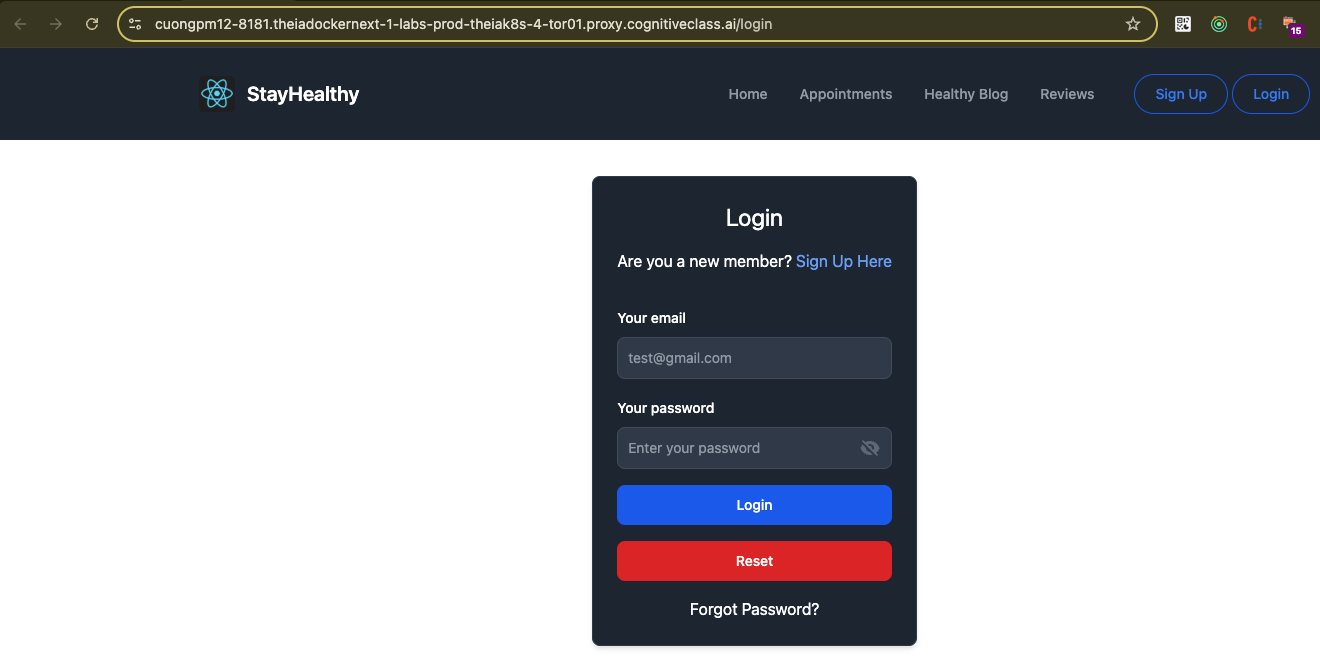 cuongpm12-8181.theiadockernext-1-labs-prod-theiak8s-4-tor01.proxy.cognitiveclass.ai/login
15
StayHealthy
Home
Appointments
Healthy Blog
Reviews
Sign Up
Login
Login
Are you a new member? Sign Up Here
Your email
test@gmail.com
Your password
Enter your password
Login
Reset
Forgot Password?